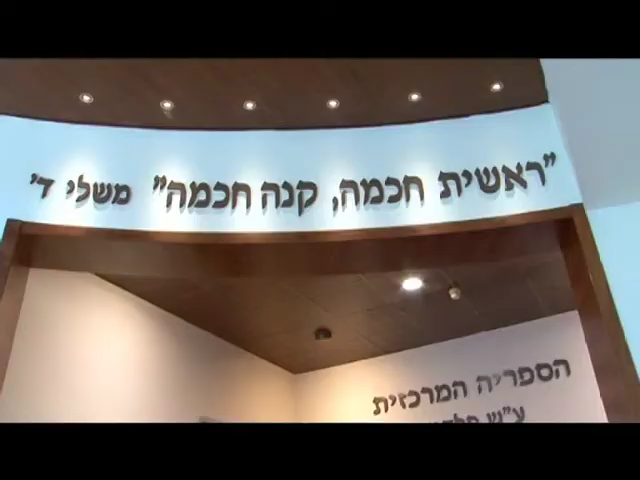 "ראשית חכמה, קנה חכמה" משלי ד'
הספריה המרכזית
ע"ש